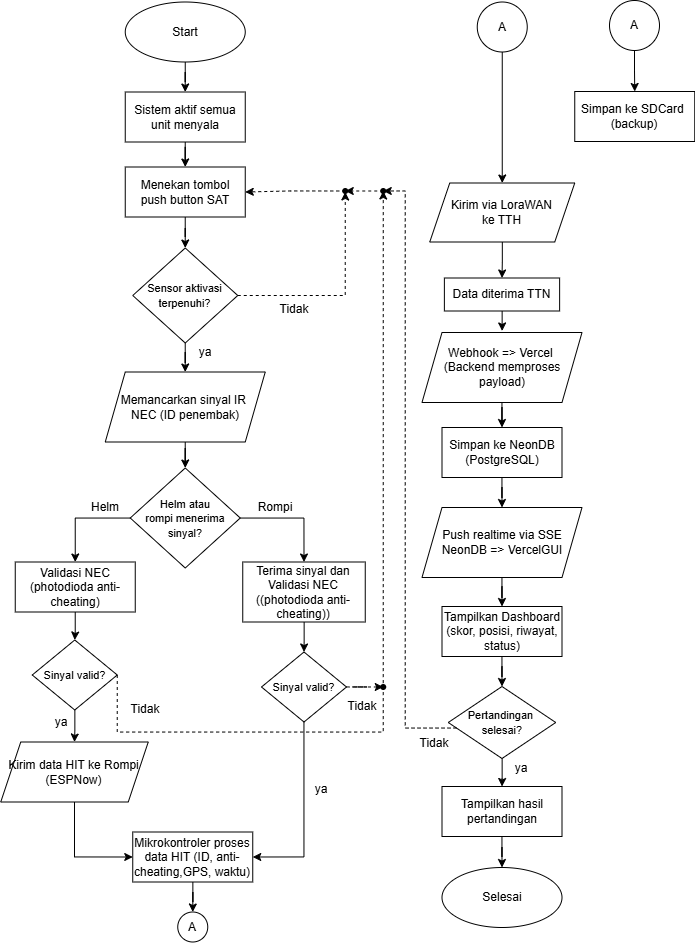 Start
Sistem aktif semua
unit menyala
Menekan tombol
push button SAT
Sensor aktivasi
terpenuhi?
Tidak
ya
Memancarkan sinyal IR
NEC (ID penembak)
Helm atau
rompi menerima
sinyal?
Helm
Rompi
Validasi NEC
(photodioda anti-
cheating)
Sinyal valid?
Tidak
ya
Kirim data HIT ke Rompi
(ESPNow)
Terima sinyal dan
Validasi NEC
((photodioda anti-
cheating))
Sinyal valid?
Tidak
ya
Mikrokontroler proses
data HIT (ID, anti-
cheating,GPS, waktu)
A
A
Kirim via LoraWAN
ke TTH
Data diterima TTN
Webhook => Vercel
(Backend memproses
payload)
Simpan ke NeonDB
(PostgreSQL)
Push realtime via SSE
NeonDB => VercelGUI
Tampilkan Dashboard
(skor, posisi, riwayat,
status)
Pertandingan
selesai?
Tidak
ya
Tampilkan hasil
pertandingan
Selesai
A
Simpan ke SDCard
(backup)